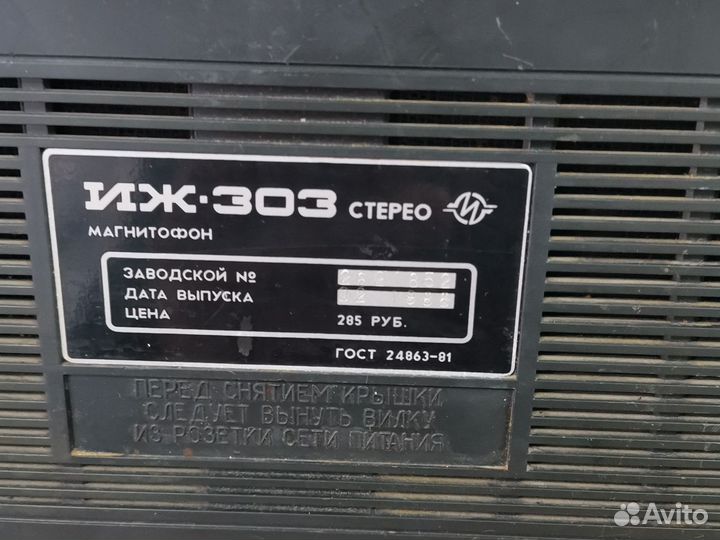 ИЖ·303 СТЕРЕО
МАГНИТОФОН
ЗАВОДСКОЙ №
ДАТА ВЫПУСКА
ЦЕНА 285 РУБ.
ГОСТ 24863-81
ПЕРЕД СНЯТИЕМ КРЫШКИ
СЛЕДУЕТ ВЫНУТЬ ВИЛКУ
ИЗ РОЗЕТКИ СЕТИ ПИТАНИЯ
Avito